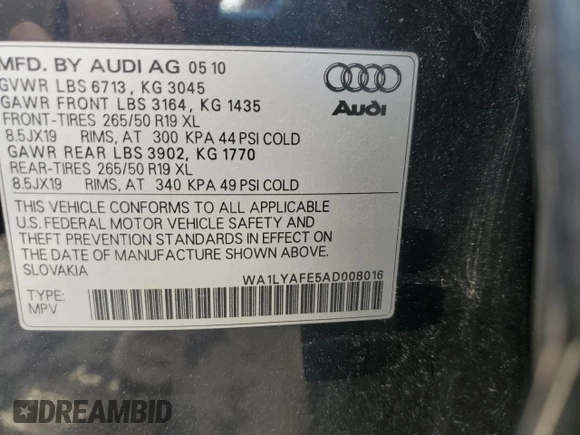 MFD. BY AUDI AG 05 10
GVWR LBS 6713, KG 3045
GAWR FRONT LBS 3164, KG 1435
FRONT-TIRES 265/50 R19 XL
8.5JX19 RIMS, AT 300 KPA 44 PSI COLD
GAWR REAR LBS 3902, KG 1770
REAR-TIRES 265/50 R19 XL
8.5JX19 RIMS, AT 340 KPA 49 PSI COLD
Audi
THIS VEHICLE CONFORMS TO ALL APPLICABLE
U.S. FEDERAL MOTOR VEHICLE SAFETY AND
THEFT PREVENTION STANDARDS IN EFFECT ON
THE DATE OF MANUFACTURE SHOWN ABOVE.
SLOVAKIA
WA1LYAFE5AD008016
TYPE:
MPV
DREAMBID